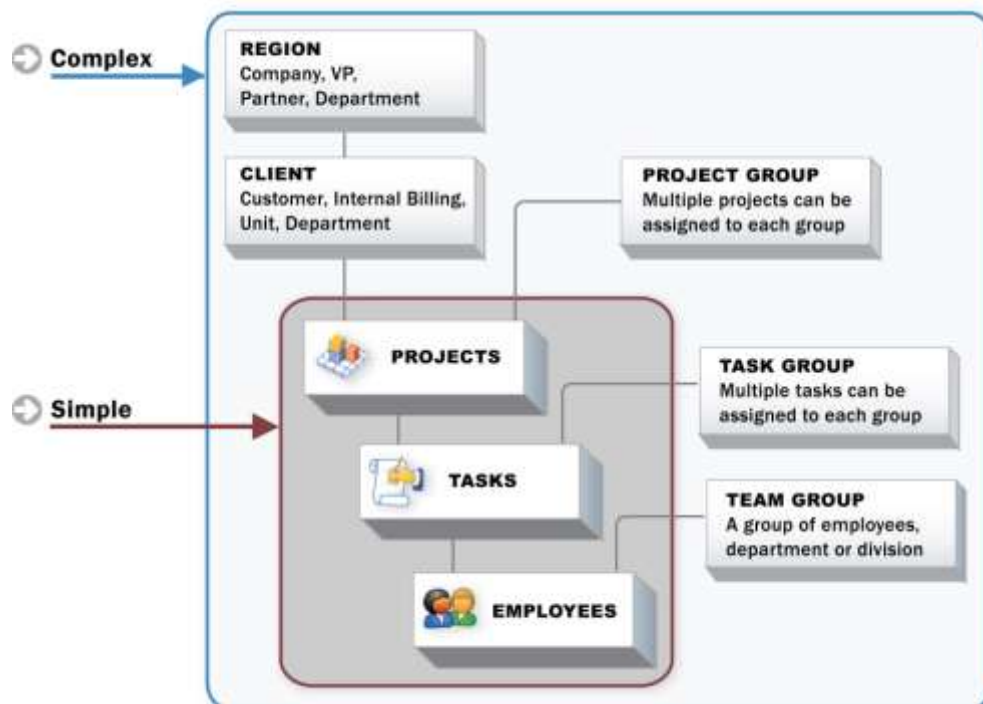 Complex
REGION
Company, VP,
Partner, Department
CLIENT
Customer, Internal Billing,
Unit, Department
PROJECT GROUP
Multiple projects can be
assigned to each group
PROJECTS
Simple
TASK GROUP
Multiple tasks can be
assigned to each group
TASKS
TEAM GROUP
A group of employees,
department or division
EMPLOYEES